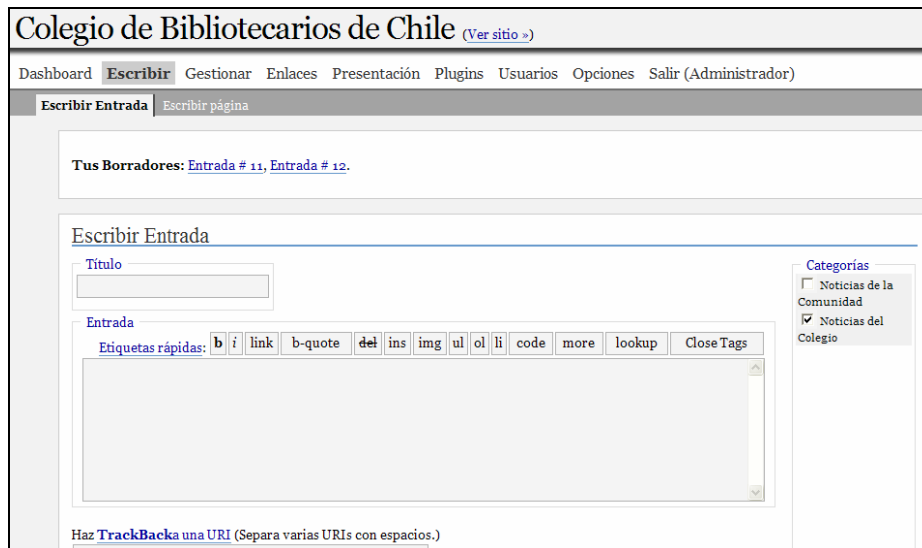 Colegio de Bibliotecarios de Chile (Ver sitio »)
Dashboard Escribir Gestionar Enlaces Presentación Plugins Usuarios Opciones Salir (Administrador)
Escribir Entrada Escribir página
Tus Borradores: Entrada # 11, Entrada # 12.
Escribir Entrada
Título
Categorías
Noticias de la
Comunidad
Noticias del
Colegio
Entrada
Etiquetas rápidas: b i link b-quote del ins img ul ol li code more lookup Close Tags
Haz TrackBacka una URI (Separa varias URIs con espacios.)